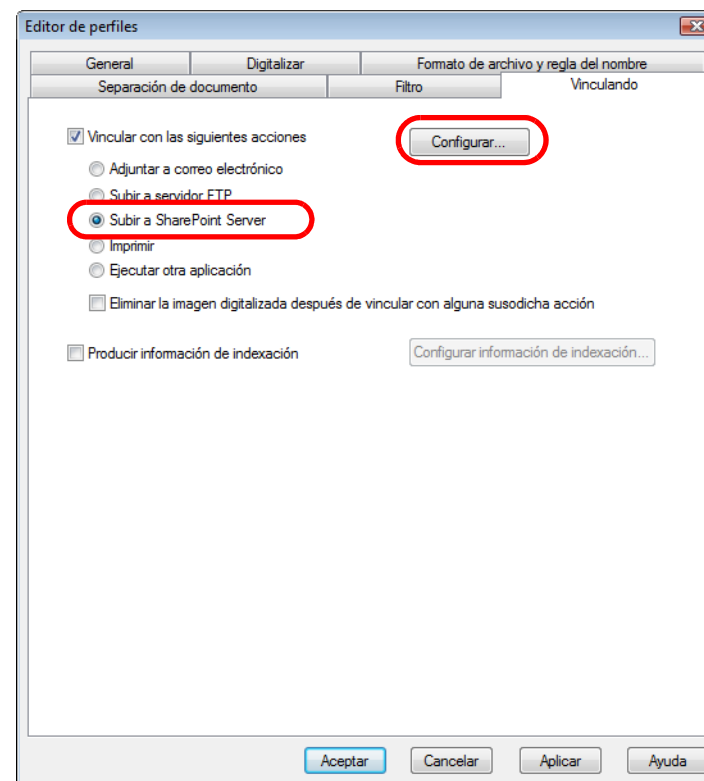 Editor de perfiles
General Digitalizar Formato de archivo y regla del nombre
Separación de documento Filtro Vinculando
Vincular con las siguientes acciones Configurar...
Adjuntar a correo electrónico
Subir a servidor FTP
Subir a SharePoint Server
Imprimir
Ejecutar otra aplicación
Eliminar la imagen digitalizada después de vincular con alguna susodicha acción
Producir información de indexación Configurar información de indexación...
Aceptar Cancelar Aplicar Ayuda